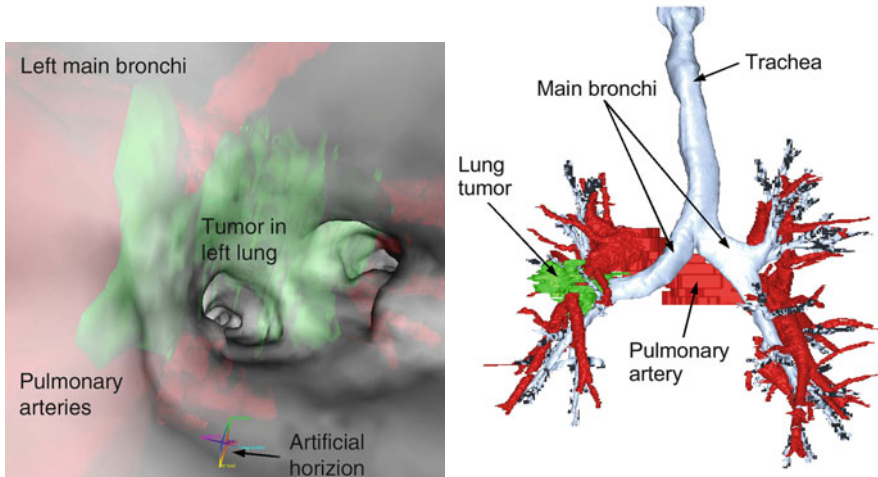 Left main bronchi
Tumor in
left lung
Pulmonary
arteries
Artificial
horizion
Trachea
Main bronchi
Lung
tumor
Pulmonary
artery